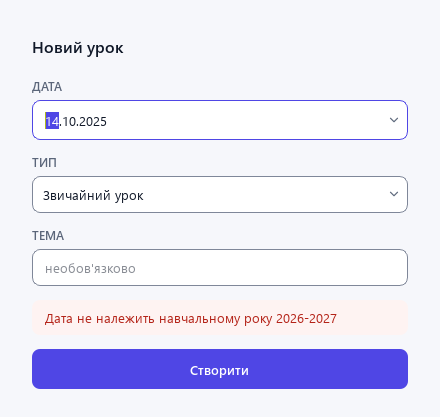 Новий урок
ДАТА
14.10.2025
ТИП
Звичайний урок
ТЕМА
необов'язково
Дата не належить навчальному року 2026-2027
Створити